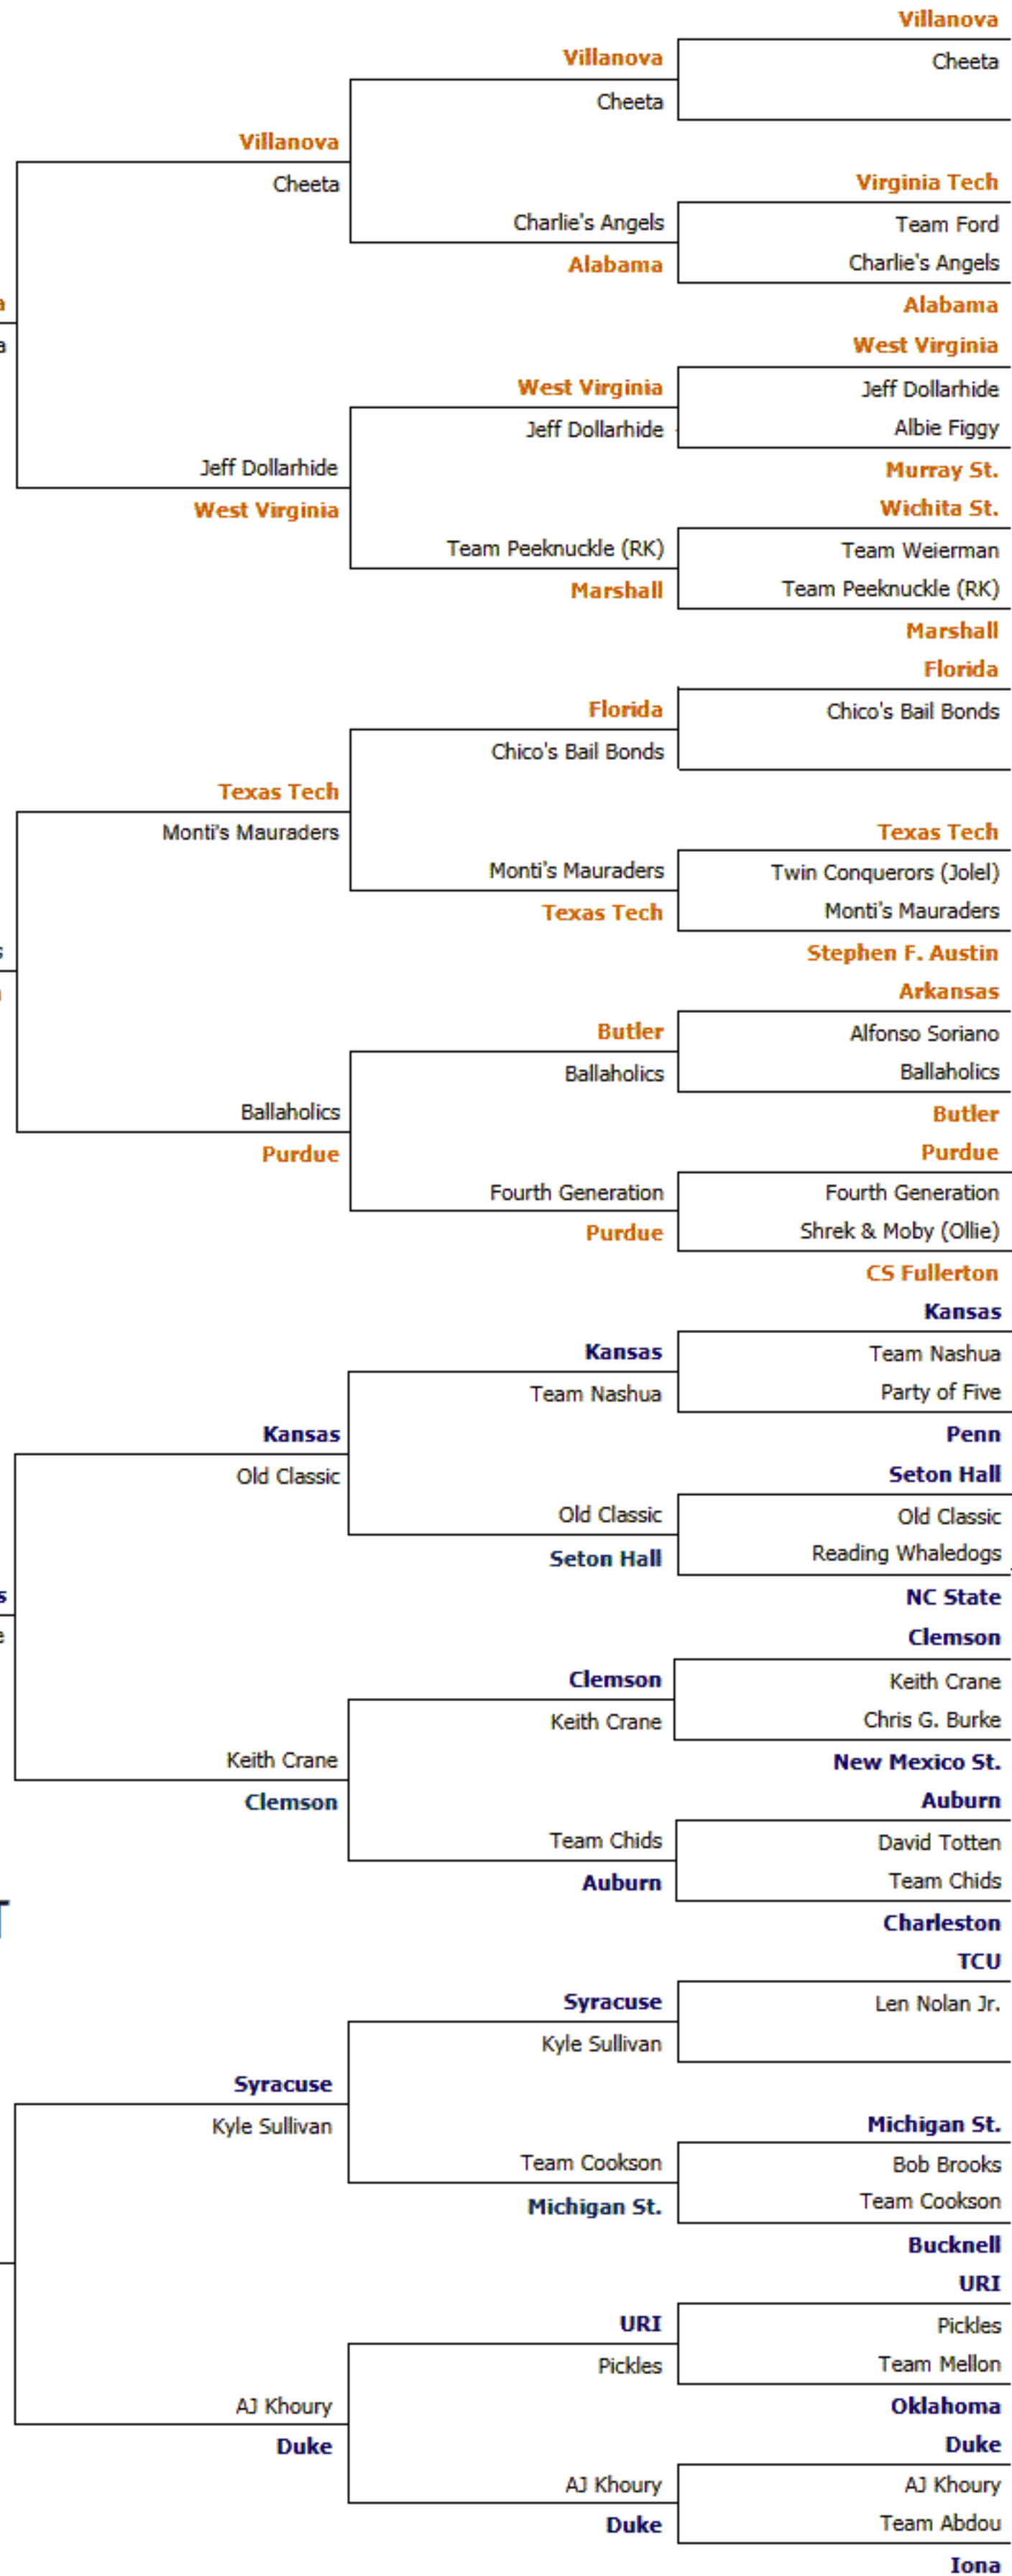 Villanova
Villanova
Cheeta
Cheeta
Villanova
Virginia Tech
Cheeta
Charlie's Angels
Team Ford
Alabama
Charlie's Angels
a
Alabama
a
West Virginia
West Virginia
Jeff Dollarhide
Jeff Dollarhide
Albie Figgy
Jeff Dollarhide
Murray St.
West Virginia
Wichita St.
Team Peeknuckle (RK)
Team Weierman
Marshall
Team Peeknuckle (RK)
Marshall
Florida
Florida
Chico's Bail Bonds
Chico's Bail Bonds
Texas Tech
Monti's Mauraders
Texas Tech
Monti's Mauraders
Twin Conquerors (Jolel)
Texas Tech
Monti's Mauraders
s
Stephen F. Austin
Arkansas
Butler
Alfonso Soriano
Ballaholics
Ballaholics
Ballaholics
Butler
Purdue
Purdue
Fourth Generation
Fourth Generation
Purdue
Shrek & Moby (Ollie)
CS Fullerton
Kansas
Kansas
Team Nashua
Team Nashua
Party of Five
Kansas
Penn
Old Classic
Seton Hall
Old Classic
Old Classic
Seton Hall
Reading Whaledogs
s
NC State
e
Clemson
Clemson
Keith Crane
Keith Crane
Chris G. Burke
Keith Crane
New Mexico St.
Clemson
Auburn
Team Chids
David Totten
Auburn
Team Chids
T
Charleston
TCU
Syracuse
Len Nolan Jr.
Kyle Sullivan
Syracuse
Kyle Sullivan
Michigan St.
Team Cookson
Bob Brooks
Michigan St.
Team Cookson
Bucknell
URI
URI
Pickles
Pickles
Team Mellon
AJ Khoury
Oklahoma
Duke
Duke
AJ Khoury
AJ Khoury
Duke
Team Abdou
Iona